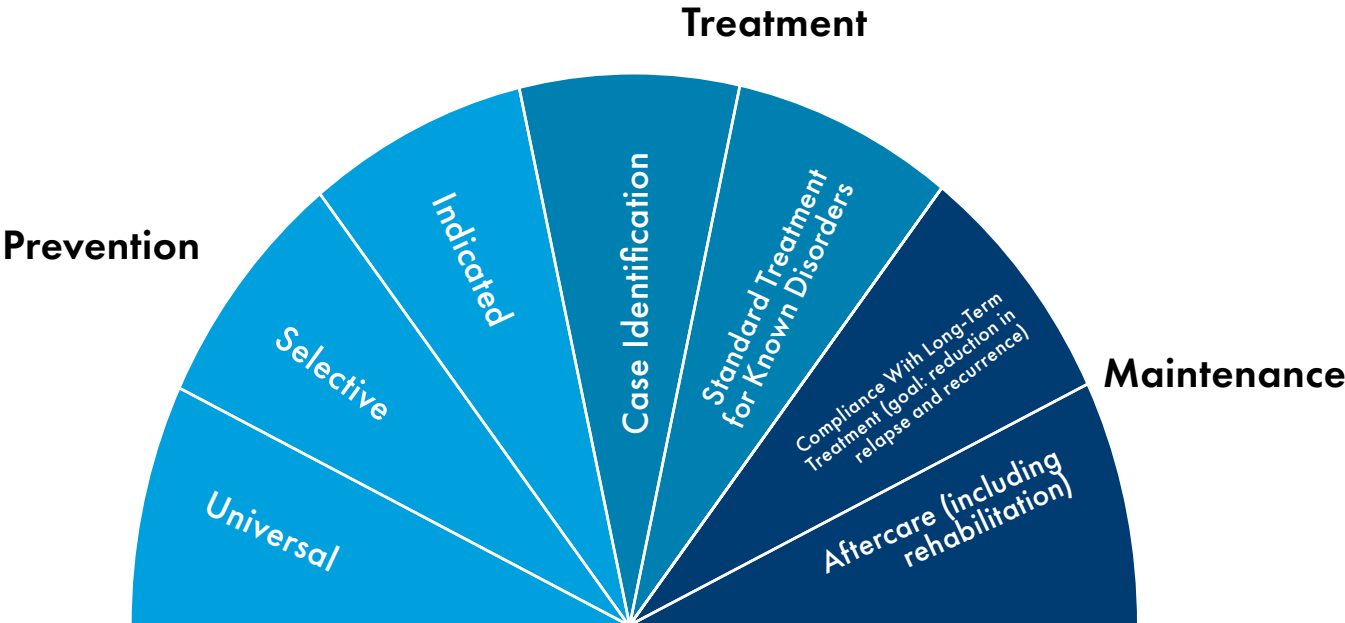 Treatment
Prevention
Maintenance
Universal
Selective
Indicated
Case Identification
Standard Treatment
for Known Disorders
Compliance With Long-Term
Treatment (goal: reduction in
relapse and recurrence)
Aftercare (including
rehabilitation)